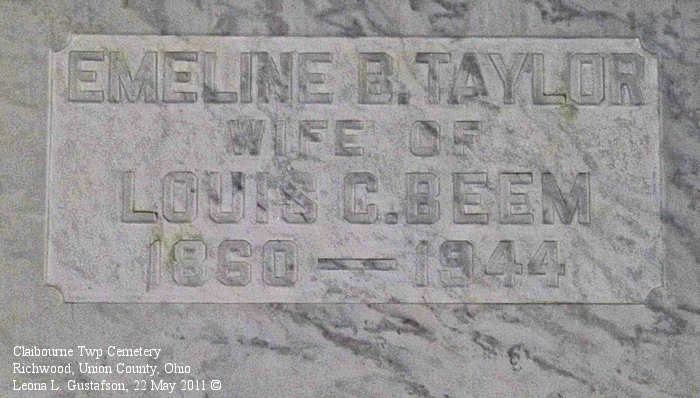 EMELINE B. TAYLOR
WIFE OF
LOUIS C. BEEM
1860 — 1944
Claibourne Twp Cemetery
Richwood, Union County, Ohio
Leona L. Gustafson, 22 May 2011 ©